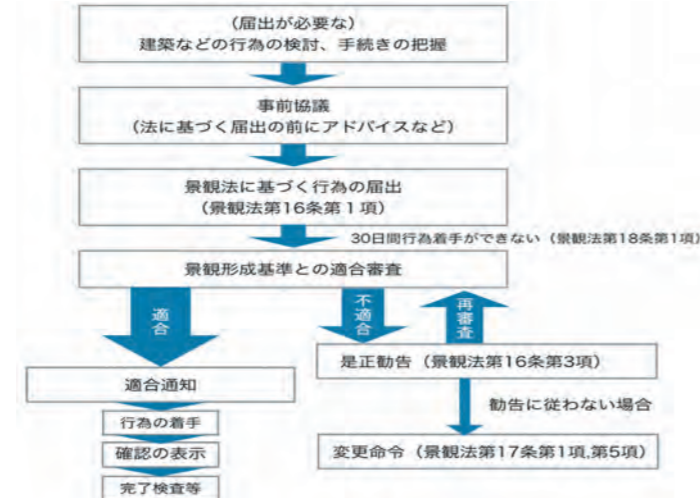 （届出が必要な）
建築などの行為の検討、手続きの把握
事前協議
（法に基づく届出の前にアドバイスなど）
景観法に基づく行為の届出
（景観法第16条第１項）
30日間行為着手ができない（景観法第18条第1項）
景観形成基準との適合審査
適合
不適合
再審査
是正勧告（景観法第16条第3項）
適合通知
勧告に従わない場合
行為の着手
確認の表示
変更命令（景観法第17条第1項,第5項）
完了検査等